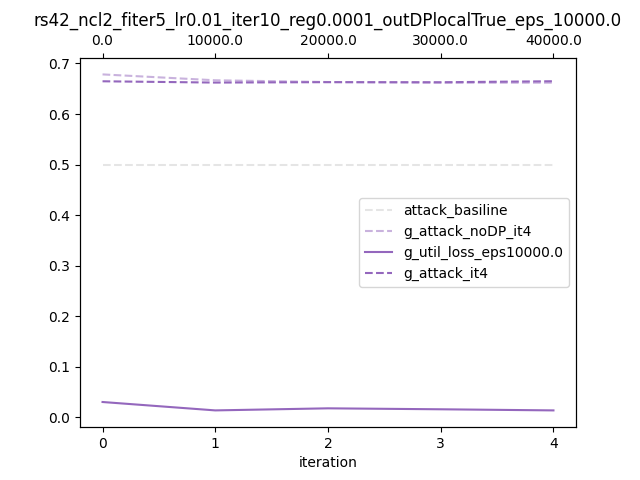 rs42_ncl2_fiter5_lr0.01_iter10_reg0.0001_outDPlocalTrue_eps_10000.0
0.0 10000.0 20000.0 30000.0 40000.0
0.7
0.6
0.5
0.4
0.3
0.2
0.1
0.0
attack_basiline
g_attack_noDP_it4
g_util_loss_eps10000.0
g_attack_it4
0 1 2 3 4
iteration